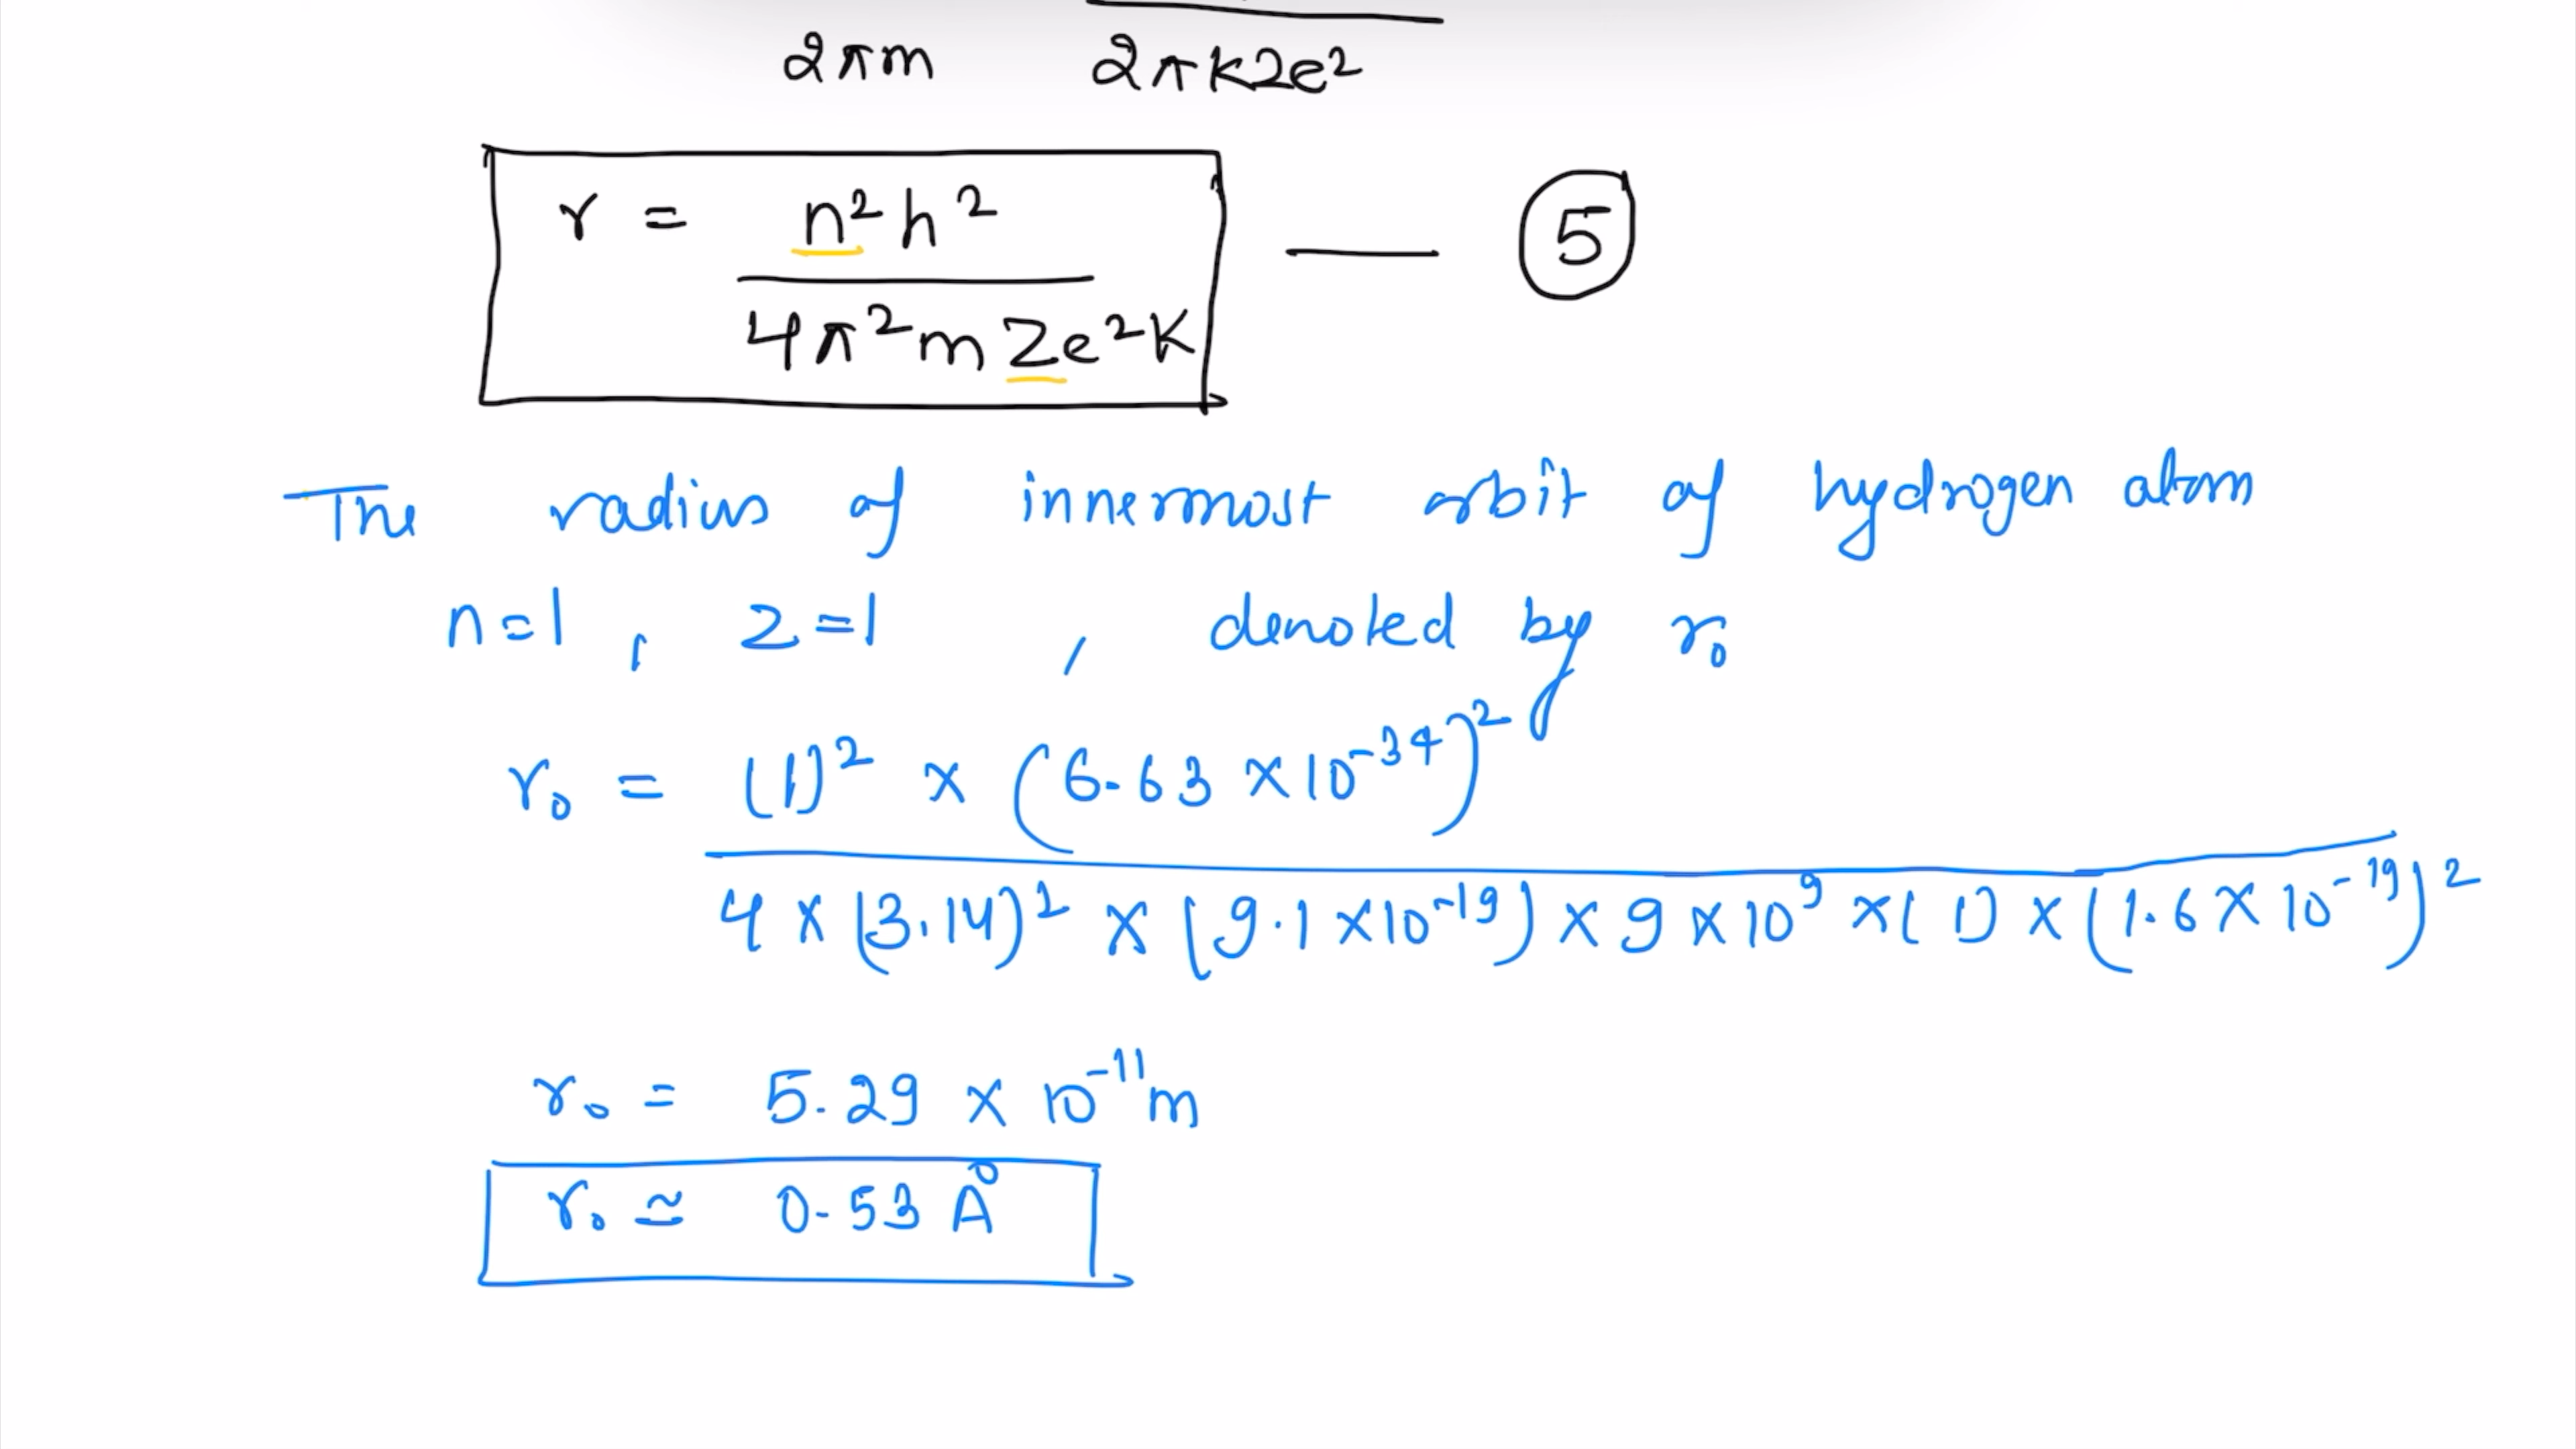 2πm 2πKZe²
r = n²h² — 5
4π²mZe²K
The radius of innermost orbit of hydrogen atom
n=1, Z=1, denoted by r₀
r₀ = (1)² × (6.63 ×10⁻³⁴)²
4 × (3.14)² × (9.1 ×10⁻¹⁹) × 9 × 10⁹ × (1) × (1.6 × 10⁻¹⁹)²
r₀ = 5.29 × 10⁻¹¹m
r₀ ≃ 0.53 A⁰